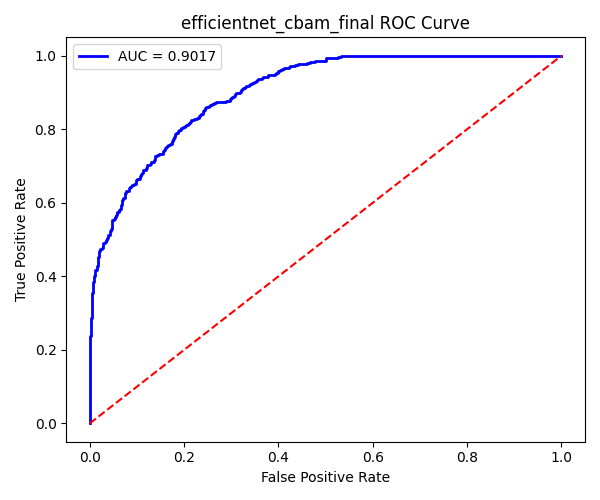 efficientnet_cbam_final ROC Curve
AUC = 0.9017
True Positive Rate
1.0
0.8
0.6
0.4
0.2
0.0
0.0 0.2 0.4 0.6 0.8 1.0
False Positive Rate